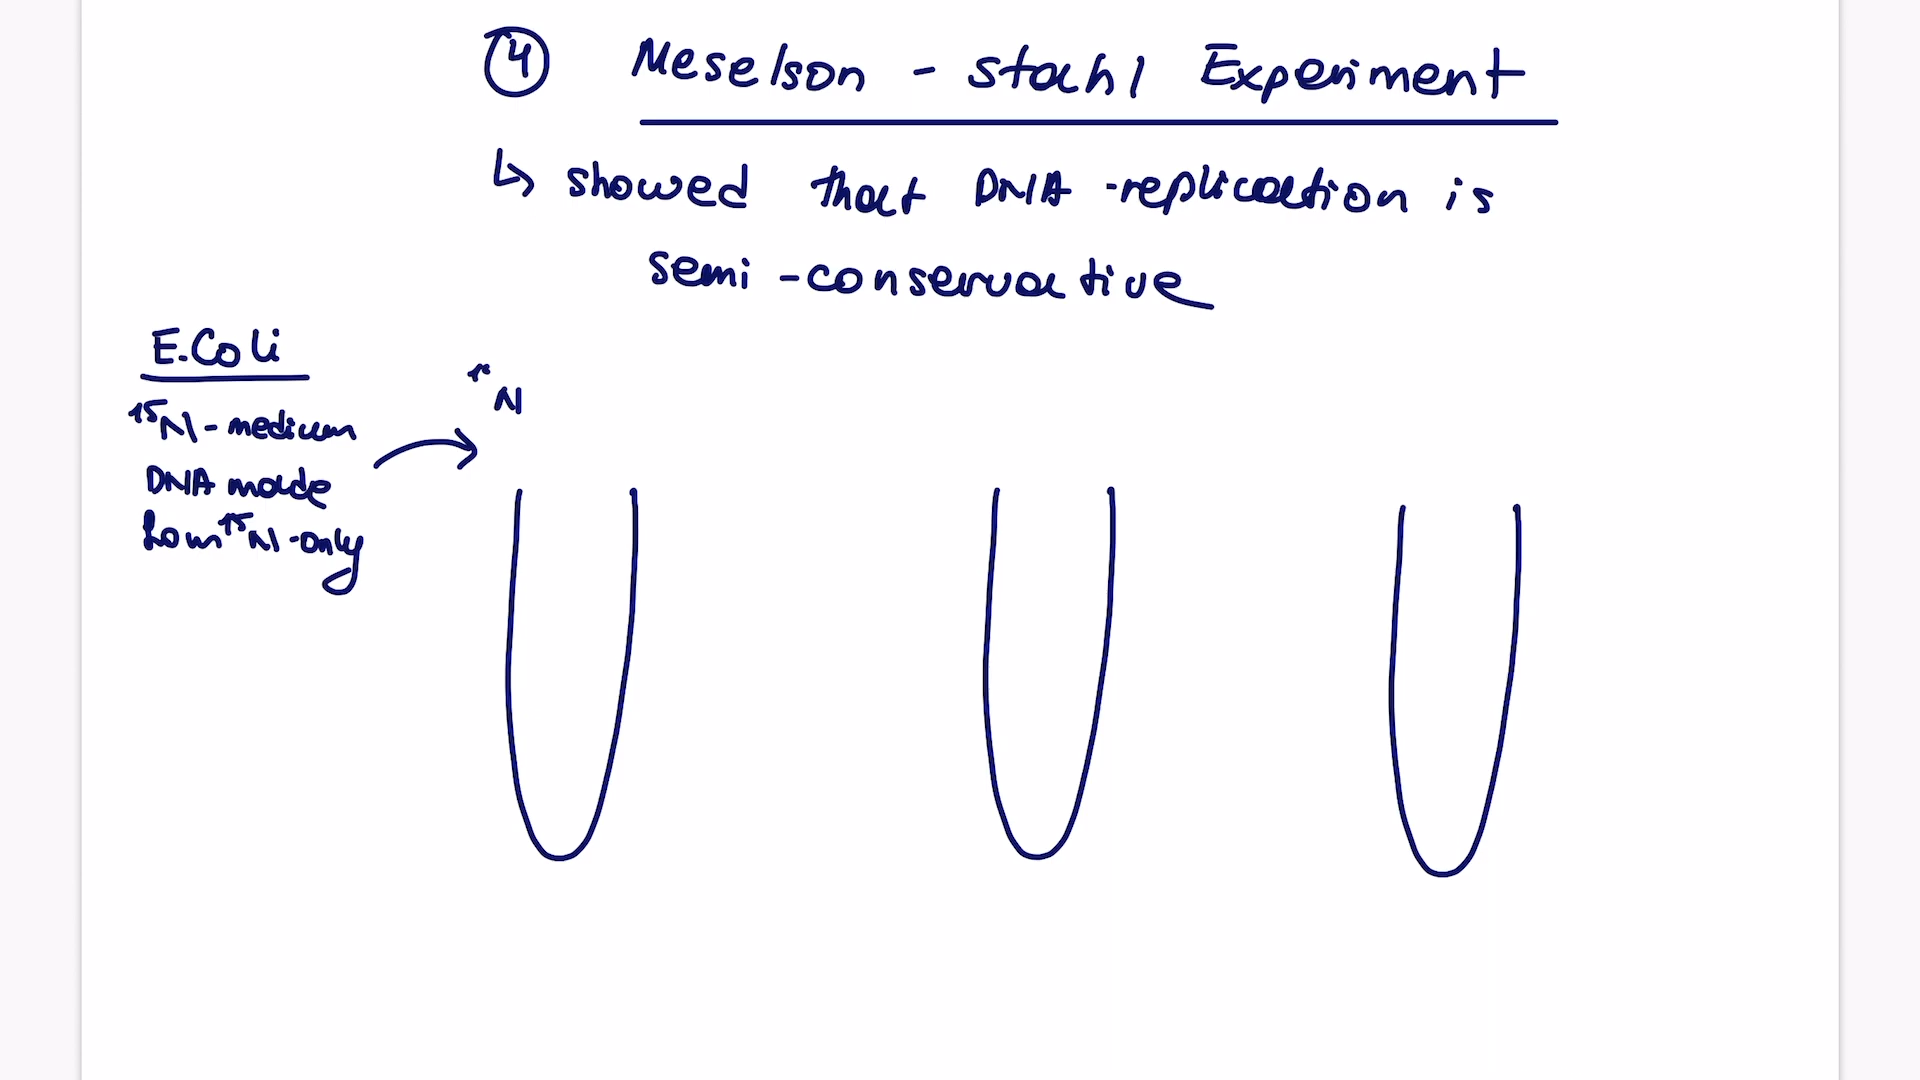 ④ Meselson - Stahl Experiment
↳ showed that DNA-replication is
semi-conservative
E.Coli
¹⁵N-medium
DNA made
from ¹⁵N-only
N